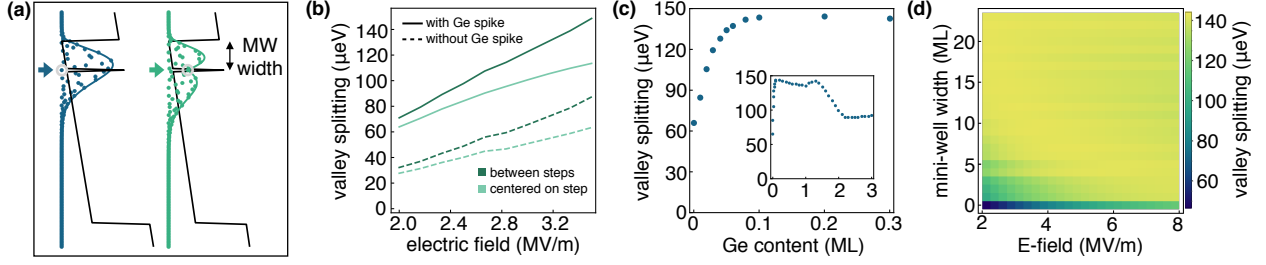 (a)
MW
width
(b)
valley splitting (µeV)
140
120
100
80
60
40
20
0
with Ge spike
without Ge spike
between steps
centered on step
2.0 2.4 2.8 3.2
electric field (MV/m)
(c)
valley splitting (µeV)
150
120
90
60
30
0
150
100
50
0
0 1 2 3
0 0.1 0.2 0.3
Ge content (ML)
(d)
mini-well width (ML)
20
15
10
5
0
2 4 6 8
E-field (MV/m)
140
120
100
80
60
valley splitting (µeV)